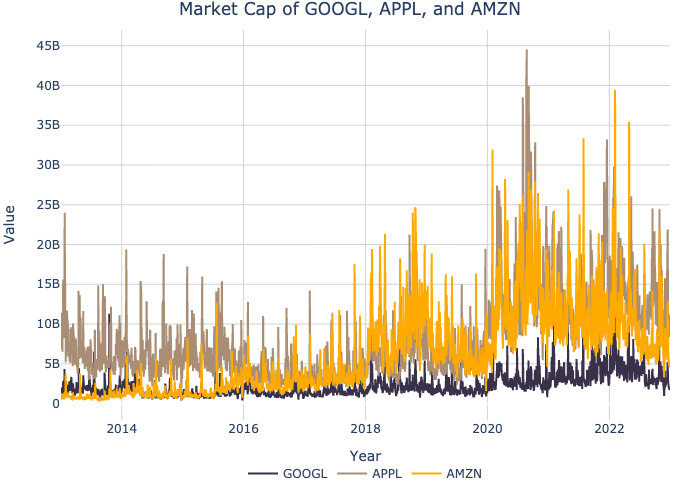 Market Cap of GOOGL, APPL, and AMZN
45B
40B
35B
30B
25B
20B
15B
10B
5B
0
Value
2014 2016 2018 2020 2022
Year
GOOGL APPL AMZN